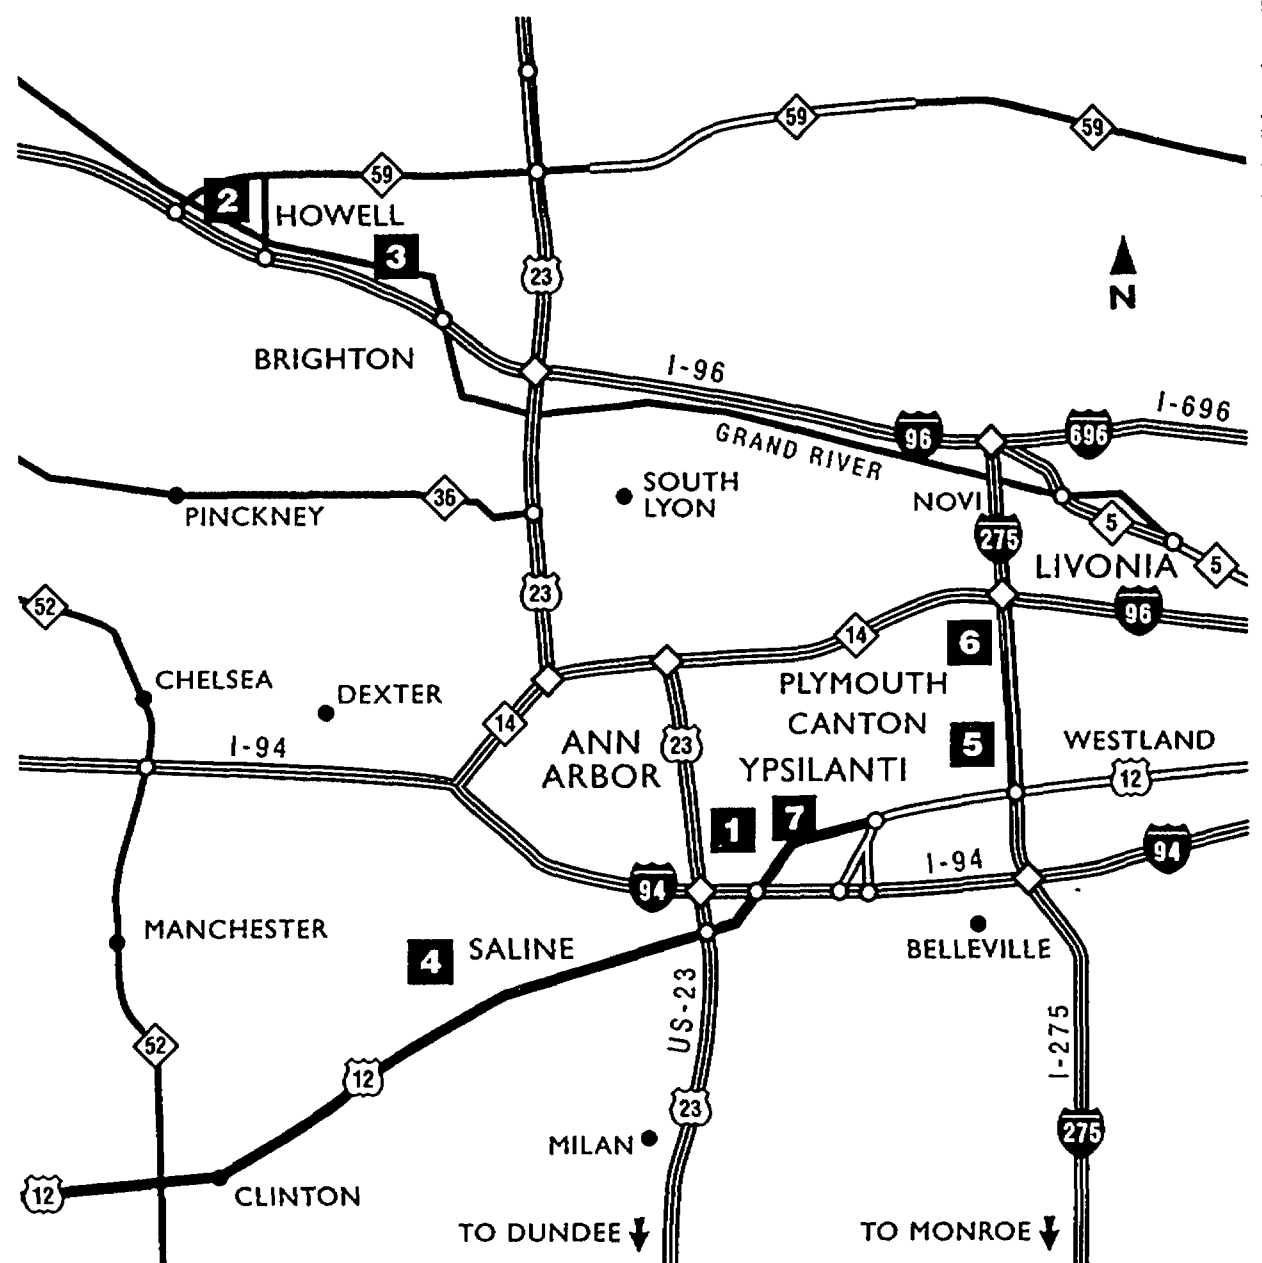 59
59
59
2
HOWELL
3
23
N
BRIGHTON
I-96
I-696
96
696
GRAND RIVER
SOUTH
LYON
36
PINCKNEY
NOVI
5
275
LIVONIA
5
23
52
96
14
6
CHELSEA
DEXTER
PLYMOUTH
CANTON
14
I-94
ANN
ARBOR
23
5
WESTLAND
YPSILANTI
12
1
7
94
I-94
94
MANCHESTER
SALINE
4
BELLEVILLE
US-23
I-275
52
12
23
275
MILAN
12
CLINTON
TO DUNDEE
TO MONROE